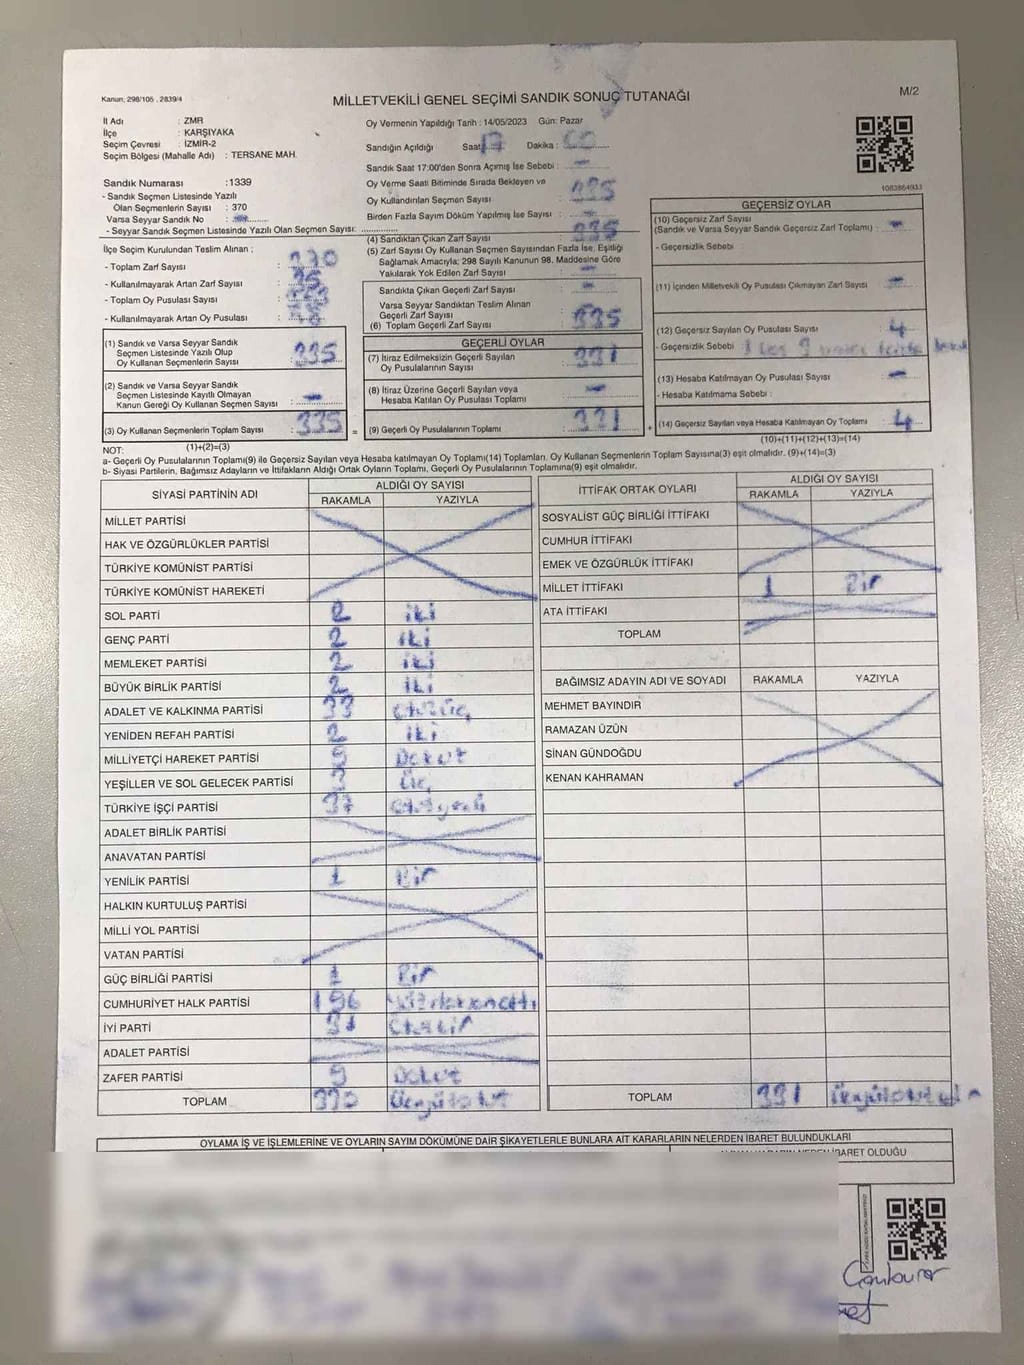 Kanun; 298/105 , 2839/4
MİLLETVEKİLİ GENEL SEÇİMİ SANDIK SONUÇ TUTANAĞI
M/2
İl Adı : ZMR
İlçe : KARŞIYAKA
Seçim Çevresi : İZMİR-2
Seçim Bölgesi (Mahalle Adı) : TERSANE MAH.
Oy Vermenin Yapıldığı Tarih : 14/05/2023 Gün: Pazar
Sandığın Açıldığı Saat: 17 Dakika :
Sandık Saat 17:00'den Sonra Açımış İse Sebebi : -
Oy Verme Saati Bitiminde Sırada Bekleyen ve
Oy Kullandırılan Seçmen Sayısı : 335
Birden Fazla Sayım Döküm Yapılmış İse Sayısı : -
1083864933
Sandık Numarası :1339
- Sandık Seçmen Listesinde Yazılı
Olan Seçmenlerin Sayısı : 370
Varsa Seyyar Sandık No :
- Seyyar Sandık Seçmen Listesinde Yazılı Olan Seçmen Sayısı:
İlçe Seçim Kurulundan Teslim Alınan ;
- Toplam Zarf Sayısı :
- Kullanılmayarak Artan Zarf Sayısı :
- Toplam Oy Pusulası Sayısı :
- Kullanılmayarak Artan Oy Pusulası :
(1) Sandık ve Varsa Seyyar Sandık
Seçmen Listesinde Yazılı Olup
Oy Kullanan Seçmenlerin Sayısı : 335
(2) Sandık ve Varsa Seyyar Sandık
Seçmen Listesinde Kayıtlı Olmayan
Kanun Gereği Oy Kullanan Seçmen Sayısı : -
(3) Oy Kullanan Seçmenlerin Toplam Sayısı : 335
(4) Sandıktan Çıkan Zarf Sayısı : 335
(5) Zarf Sayısı Oy Kullanan Seçmen Sayısından Fazla İse, Eşitliği
Sağlamak Amacıyla; 298 Sayılı Kanunun 98. Maddesine Göre
Yakılarak Yok Edilen Zarf Sayısı : -
Sandıkta Çıkan Geçerli Zarf Sayısı : -
Varsa Seyyar Sandıktan Teslim Alınan
Geçerli Zarf Sayısı :
(6) Toplam Geçerli Zarf Sayısı : 335
GEÇERLİ OYLAR
(7) İtiraz Edilmeksizin Geçerli Sayılan
Oy Pusulalarının Sayısı : 331
(8) İtiraz Üzerine Geçerli Sayılan veya
Hesaba Katılan Oy Pusulası Toplamı : -
= (9) Geçerli Oy Pusulalarının Toplamı : 331 +
GEÇERSİZ OYLAR
(10) Geçersiz Zarf Sayısı
(Sandık ve Varsa Seyyar Sandık Geçersiz Zarf Toplamı) : -
- Geçersizlik Sebebi
(11) İçinden Milletvekili Oy Pusulası Çıkmayan Zarf Sayısı : -
(12) Geçersiz Sayılan Oy Pusulası Sayısı : 4
- Geçersizlik Sebebi
(13) Hesaba Katılmayan Oy Pusulası Sayısı : -
- Hesaba Katılmama Sebebi :
(14) Geçersiz Sayılan veya Hesaba Katılmayan Oy Toplamı : 4
NOT: (1)+(2)=(3)
(10)+(11)+(12)+(13)=(14)
a- Geçerli Oy Pusulalarının Toplamı(9) ile Geçersiz Sayılan veya Hesaba katılmayan Oy Toplamı(14) Toplamları. Oy Kullanan Seçmenlerin Toplam Sayısına(3) eşit olmalıdır. (9)+(14)=(3)
b- Siyasi Partilerin, Bağımsız Adayların ve İttifakların Aldığı Ortak Oyların Toplamı, Geçerli Oy Pusulalarının Toplamına(9) eşit olmalıdır.
SİYASİ PARTİNİN ADI ALDIĞI OY SAYISI
RAKAMLA YAZIYLA
MİLLET PARTİSİ
HAK VE ÖZGÜRLÜKLER PARTİSİ
TÜRKİYE KOMÜNİST PARTİSİ
TÜRKİYE KOMÜNİST HAREKETİ
SOL PARTİ 2 iki
GENÇ PARTİ 2 iki
MEMLEKET PARTİSİ 2 iki
BÜYÜK BİRLİK PARTİSİ 2 iki
ADALET VE KALKINMA PARTİSİ 33 otuzüç
YENİDEN REFAH PARTİSİ 2 iki
MİLLİYETÇİ HAREKET PARTİSİ 9 Dokuz
YEŞİLLER VE SOL GELECEK PARTİSİ 3 Üç
TÜRKİYE İŞÇİ PARTİSİ 37 otuzyedi
ADALET BİRLİK PARTİSİ
ANAVATAN PARTİSİ
YENİLİK PARTİSİ 1 Bir
HALKIN KURTULUŞ PARTİSİ
MİLLİ YOL PARTİSİ
VATAN PARTİSİ
GÜÇ BİRLİĞİ PARTİSİ 1 Bir
CUMHURİYET HALK PARTİSİ 196 Yüzdoksanaltı
İYİ PARTİ 31 Otuzbir
ADALET PARTİSİ
ZAFER PARTİSİ 9 Dokuz
TOPLAM 330 Üçyüzotuz
İTTİFAK ORTAK OYLARI ALDIĞI OY SAYISI
RAKAMLA YAZIYLA
SOSYALİST GÜÇ BİRLİĞİ İTTİFAKI
CUMHUR İTTİFAKI
EMEK VE ÖZGÜRLÜK İTTİFAKI
MİLLET İTTİFAKI 1 Bir
ATA İTTİFAKI
TOPLAM
BAĞIMSIZ ADAYIN ADI VE SOYADI RAKAMLA YAZIYLA
MEHMET BAYINDIR
RAMAZAN ÜZÜN
SİNAN GÜNDOĞDU
KENAN KAHRAMAN
TOPLAM 331
OYLAMA İŞ VE İŞLEMLERİNE VE OYLARIN SAYIM DÖKÜMÜNE DAİR ŞİKAYETLERLE BUNLARA AİT KARARLARIN NELERDEN İBARET BULUNDUKLARI
İBARET OLDUĞU